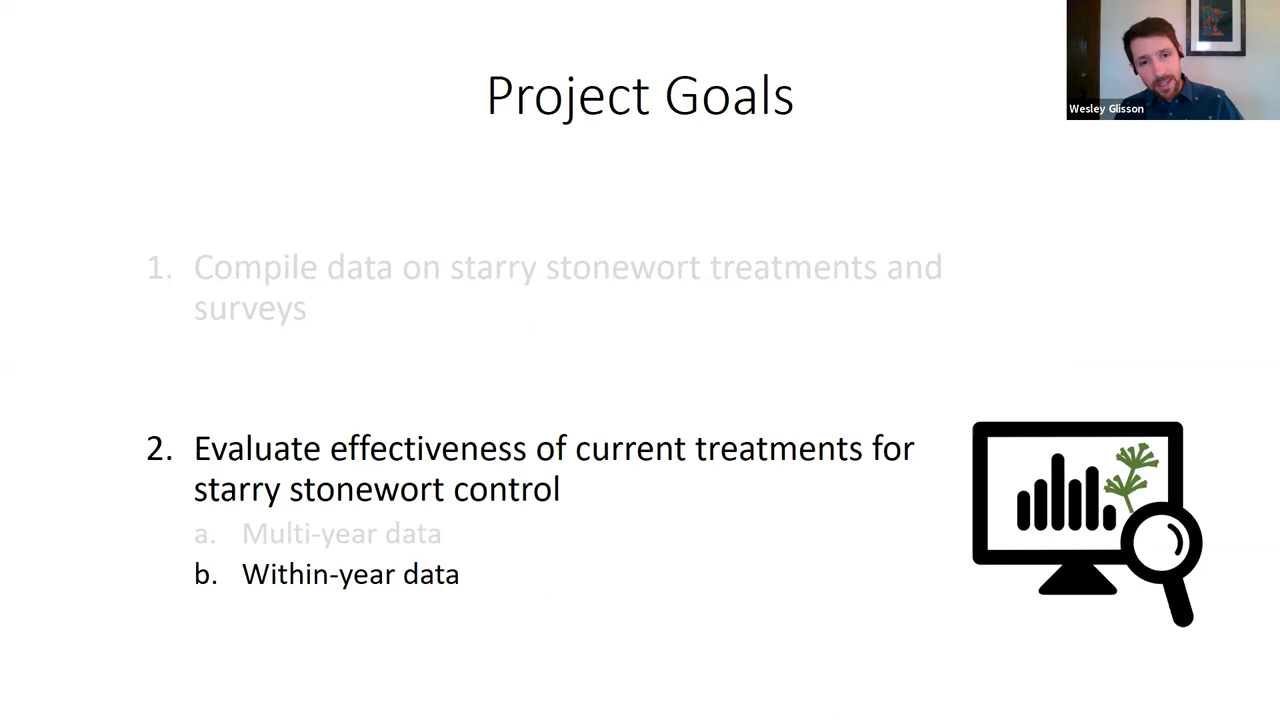 Project Goals
Wesley Glisson
1. Compile data on starry stonewort treatments and
surveys
2. Evaluate effectiveness of current treatments for
starry stonewort control
a. Multi-year data
b. Within-year data